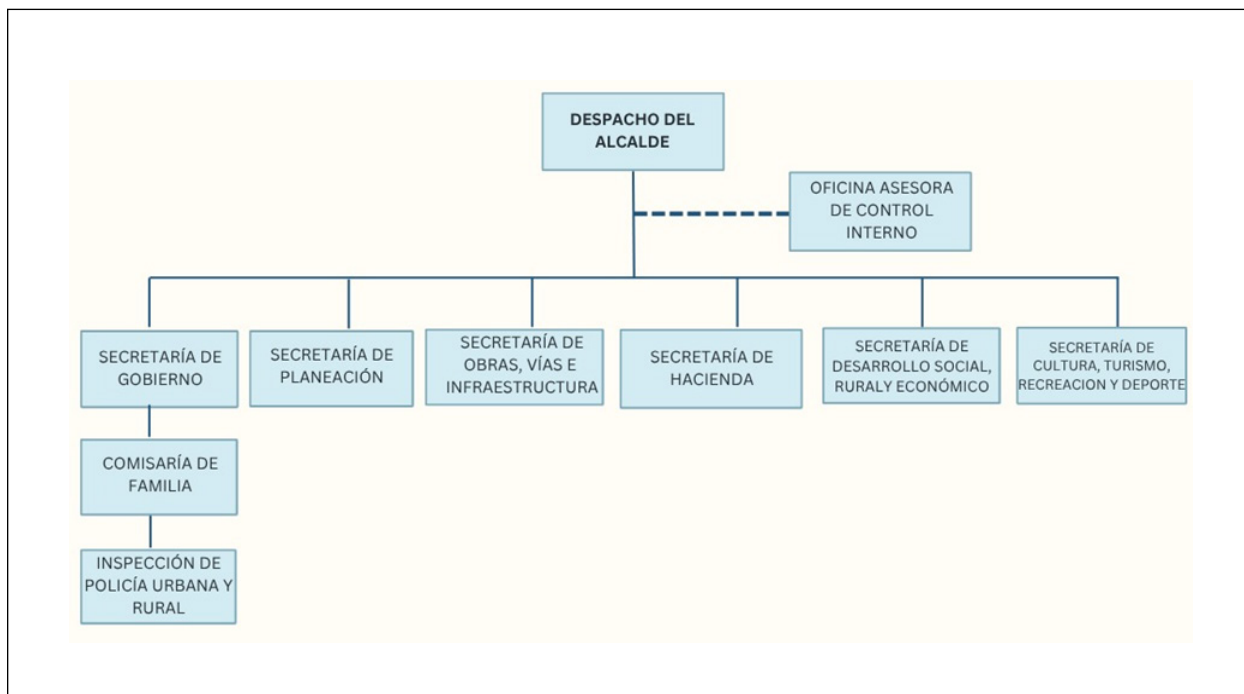 DESPACHO DEL
ALCALDE
OFICINA ASESORA
DE CONTROL
INTERNO
SECRETARÍA DE
GOBIERNO
SECRETARÍA DE
PLANEACIÓN
SECRETARÍA DE
OBRAS, VÍAS E
INFRAESTRUCTURA
SECRETARÍA DE
HACIENDA
SECRETARÍA DE
DESARROLLO SOCIAL,
RURALY ECONÓMICO
SECRETARÍA DE
CULTURA, TURISMO,
RECREACION Y DEPORTE
COMISARÍA DE
FAMILIA
INSPECCIÓN DE
POLICÍA URBANA Y
RURAL